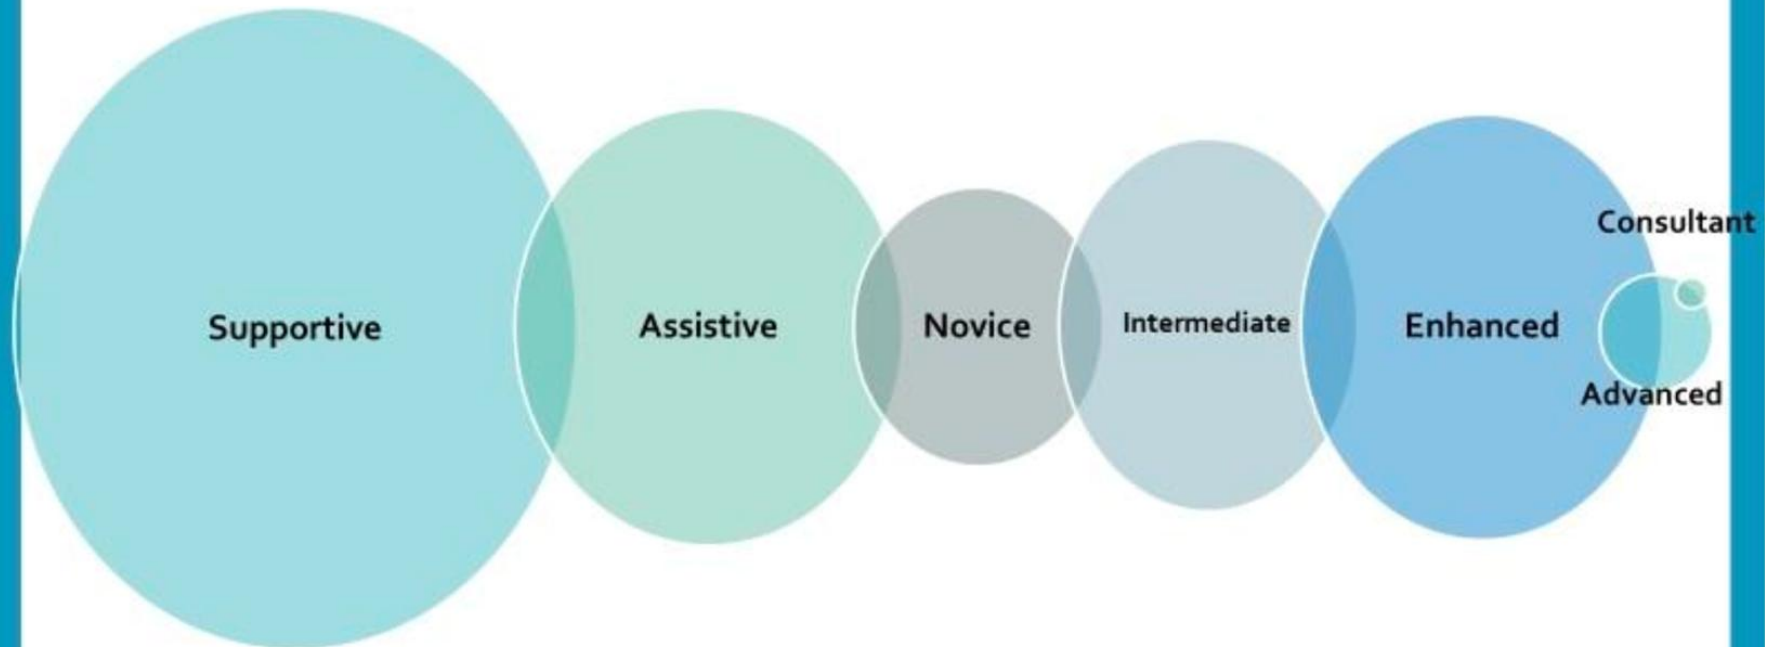 Supportive
Assistive
Novice
Intermediate
Enhanced
Consultant
Advanced